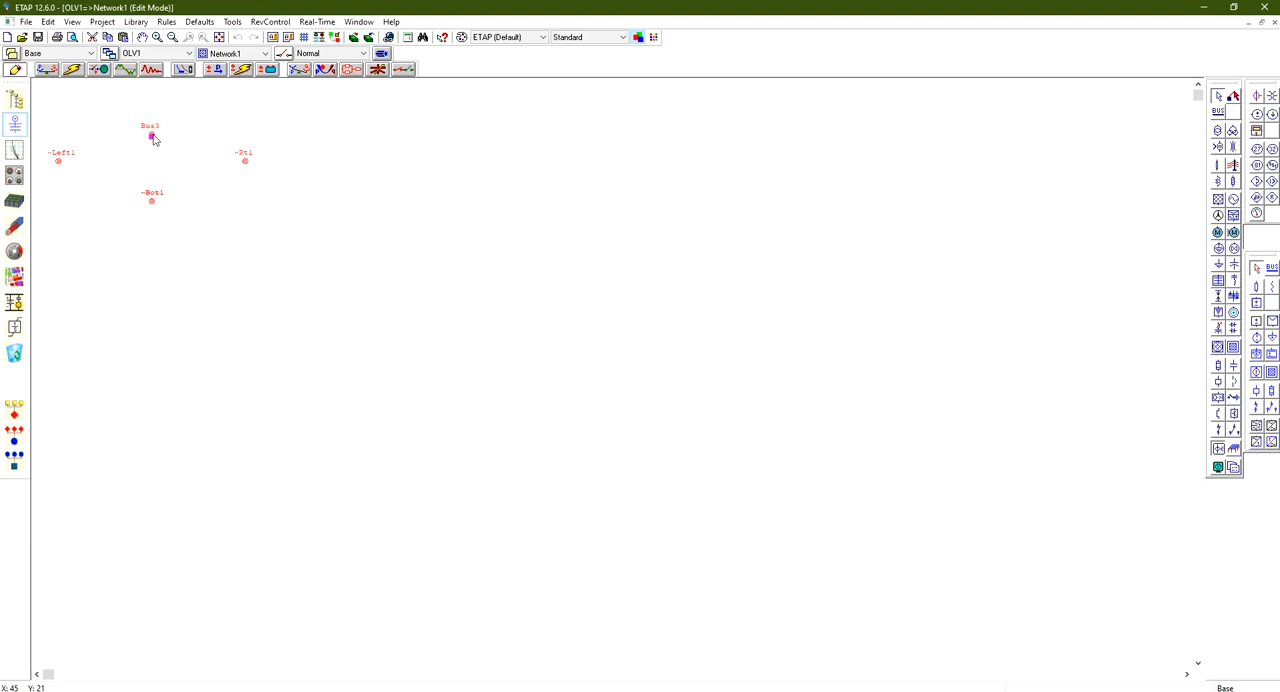 ETAP 12.6.0 - [OLV1=>Network1 (Edit Mode)]
File Edit View Project Library Rules Defaults Tools RevControl Real-Time Window Help
ETAP (Default) Standard
Base OLV1 Network1 Normal
BUS
Bus3
~Left1 ~Rt1
~Bot1
BUS
X: 45 Y: 21 Base